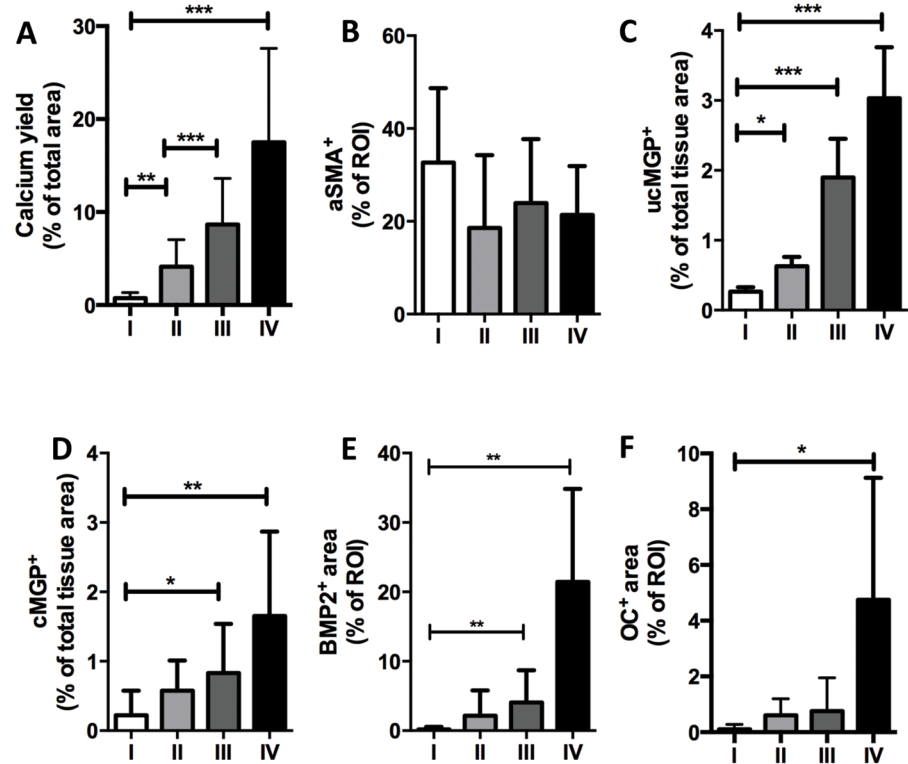 A
Calcium yield
(% of total area)
30
20
10
0
***
***
**
I II III IV
B
aSMA+
(% of ROI)
60
40
20
0
I II III IV
C
ucMGP+
(% of total tissue area)
4
3
2
1
0
***
***
*
I II III IV
D
cMGP+
(% of total tissue area)
4
3
2
1
0
**
*
I II III IV
E
BMP2+ area
(% of ROI)
40
30
20
10
0
**
**
I II III IV
F
OC+ area
(% of ROI)
10
8
6
4
2
0
*
I II III IV